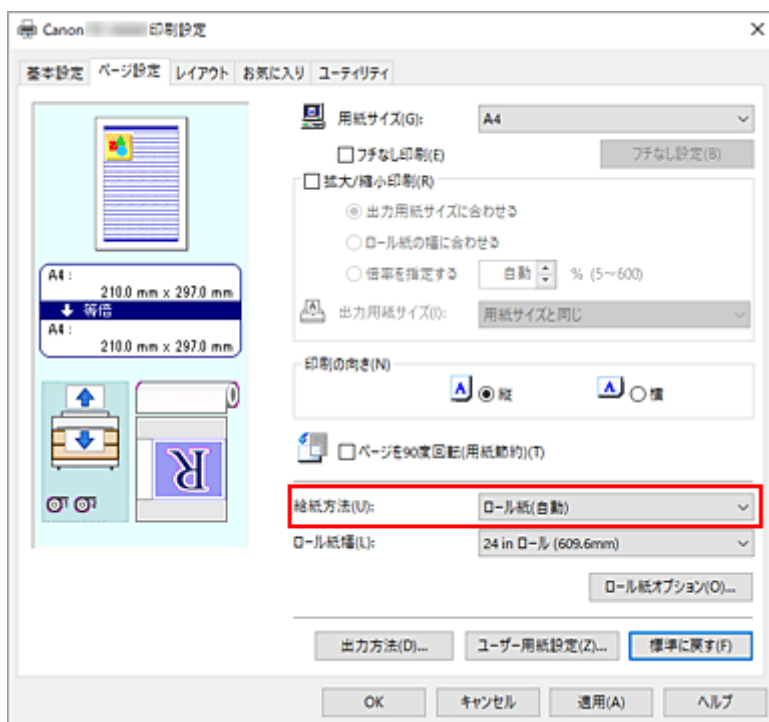 Canon 印刷設定
基本設定 ページ設定 レイアウト お気に入り ユーティリティ
用紙サイズ(G): A4
フチなし印刷(E) フチなし設定(B)
拡大/縮小印刷(R)
出力用紙サイズに合わせる
ロール紙の幅に合わせる
倍率を指定する 自動 % (5～600)
出力用紙サイズ(I): 用紙サイズと同じ
A4 :
210.0 mm x 297.0 mm
等倍
A4 :
210.0 mm x 297.0 mm
印刷の向き(N)
A 縦 A 横
ページを90度回転(用紙節約)(T)
給紙方法(U): ロール紙(自動)
ロール紙幅(L): 24 in ロール (609.6mm)
R
ロール紙オプション(O)...
出力方法(D)... ユーザー用紙設定(Z)... 標準に戻す(F)
OK キャンセル 適用(A) ヘルプ